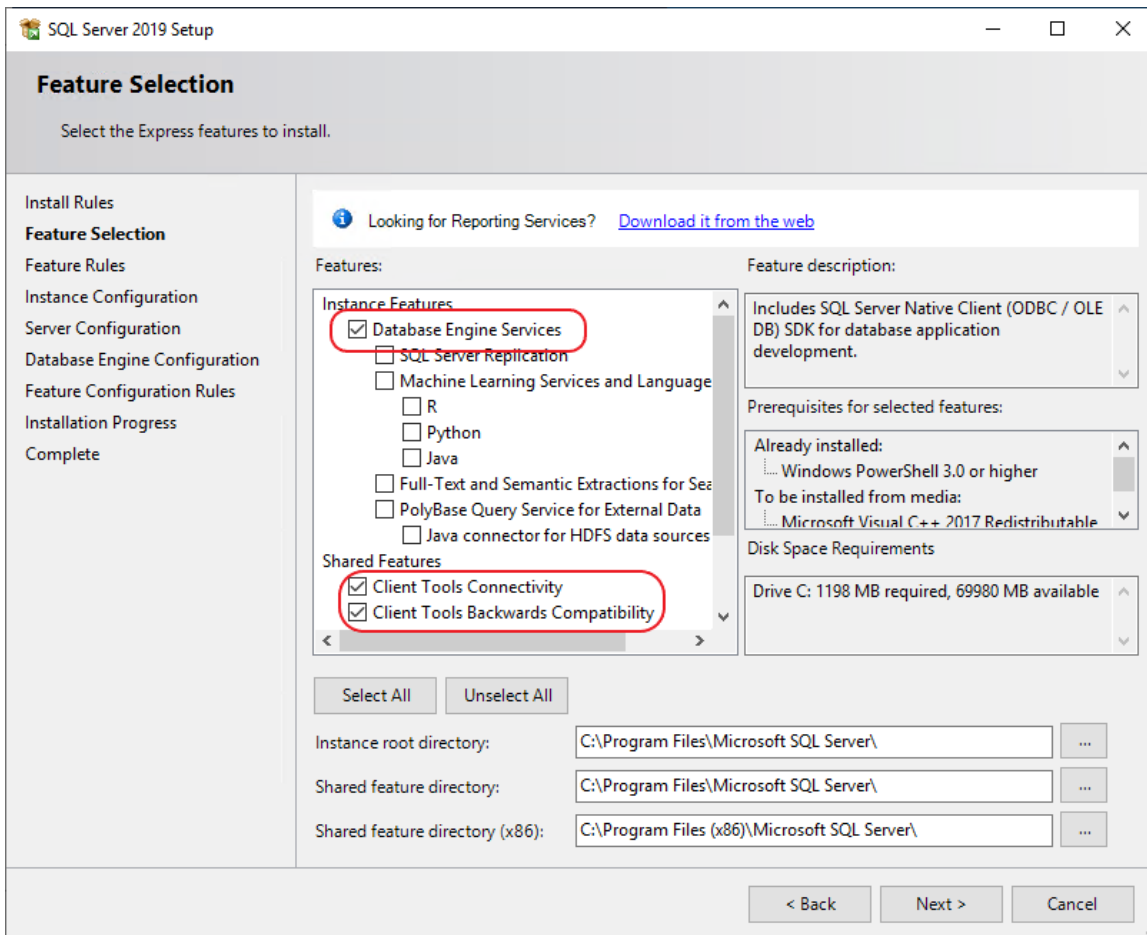 SQL Server 2019 Setup
Feature Selection
Select the Express features to install.
Install Rules
Feature Selection
Feature Rules
Instance Configuration
Server Configuration
Database Engine Configuration
Feature Configuration Rules
Installation Progress
Complete
Looking for Reporting Services? Download it from the web
Features:
Instance Features
Database Engine Services
SQL Server Replication
Machine Learning Services and Language
R
Python
Java
Full-Text and Semantic Extractions for Sea
PolyBase Query Service for External Data
Java connector for HDFS data sources
Shared Features
Client Tools Connectivity
Client Tools Backwards Compatibility
Feature description:
Includes SQL Server Native Client (ODBC / OLE
DB) SDK for database application
development.
Prerequisites for selected features:
Already installed:
Windows PowerShell 3.0 or higher
To be installed from media:
Microsoft Visual C++ 2017 Redistributable
Disk Space Requirements
Drive C: 1198 MB required, 69980 MB available
Select All Unselect All
Instance root directory: C:\Program Files\Microsoft SQL Server\ ...
Shared feature directory: C:\Program Files\Microsoft SQL Server\ ...
Shared feature directory (x86): C:\Program Files (x86)\Microsoft SQL Server\ ...
< Back Next > Cancel